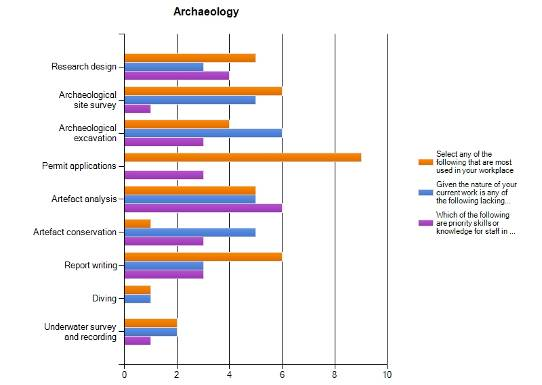 Archaeology
Research design
Archaeological
site survey
Archaeological
excavation
Permit applications
Artefact analysis
Artefact conservation
Report writing
Diving
Underwater survey
and recording
0 2 4 6 8 10
Select any of the
following that are most
used in your workplace
Given the nature of your
current work is any of
the following lacking...
Which of the following
are priority skills or
knowledge for staff in ...